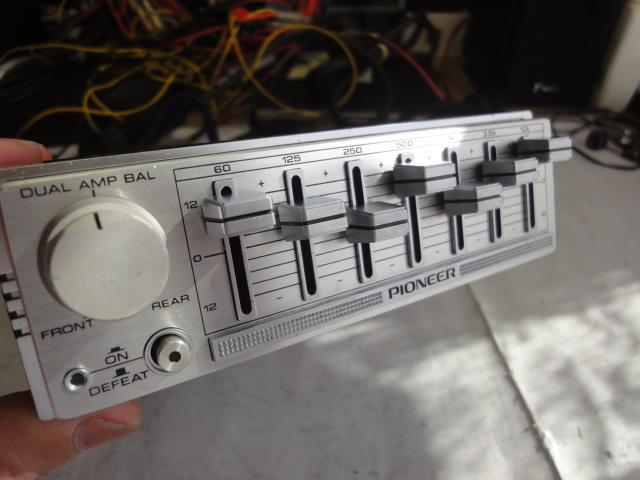 DUAL AMP BAL
FRONT
REAR
ON
DEFEAT
60 125 250 500 1K 3.5K 10K
12
0
12
+ + +
- - -
PIONEER